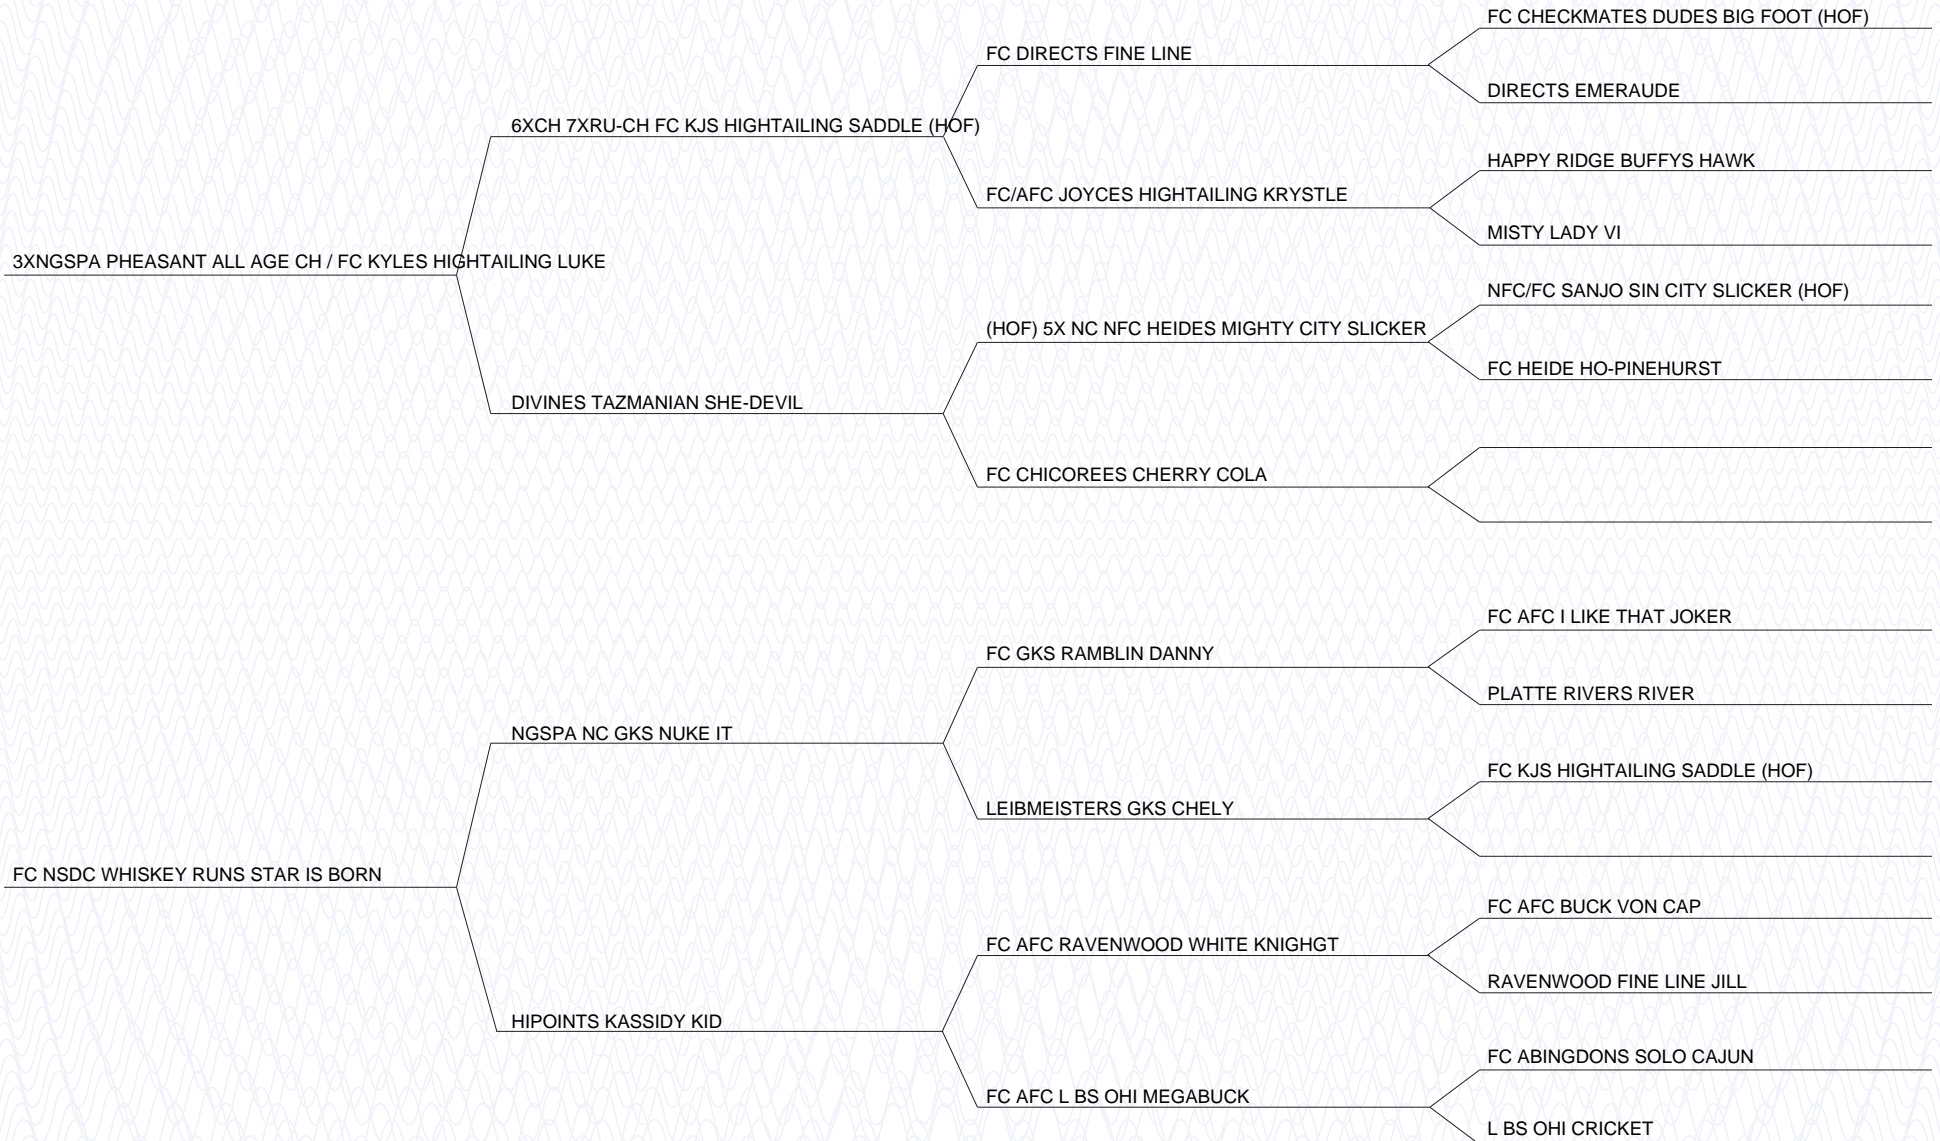 FC CHECKMATES DUDES BIG FOOT (HOF)
FC DIRECTS FINE LINE
DIRECTS EMERAUDE
6XCH 7XRU-CH FC KJS HIGHTAILING SADDLE (HOF)
HAPPY RIDGE BUFFYS HAWK
FC/AFC JOYCES HIGHTAILING KRYSTLE
MISTY LADY VI
3XNGSPA PHEASANT ALL AGE CH / FC KYLES HIGHTAILING LUKE
NFC/FC SANJO SIN CITY SLICKER (HOF)
(HOF) 5X NC NFC HEIDES MIGHTY CITY SLICKER
FC HEIDE HO-PINEHURST
DIVINES TAZMANIAN SHE-DEVIL
FC CHICOREES CHERRY COLA
FC AFC I LIKE THAT JOKER
FC GKS RAMBLIN DANNY
PLATTE RIVERS RIVER
NGSPA NC GKS NUKE IT
FC KJS HIGHTAILING SADDLE (HOF)
LEIBMEISTERS GKS CHELY
FC NSDC WHISKEY RUNS STAR IS BORN
FC AFC BUCK VON CAP
FC AFC RAVENWOOD WHITE KNIGHGT
RAVENWOOD FINE LINE JILL
HIPOINTS KASSIDY KID
FC ABINGDONS SOLO CAJUN
FC AFC L BS OHI MEGABUCK
L BS OHI CRICKET